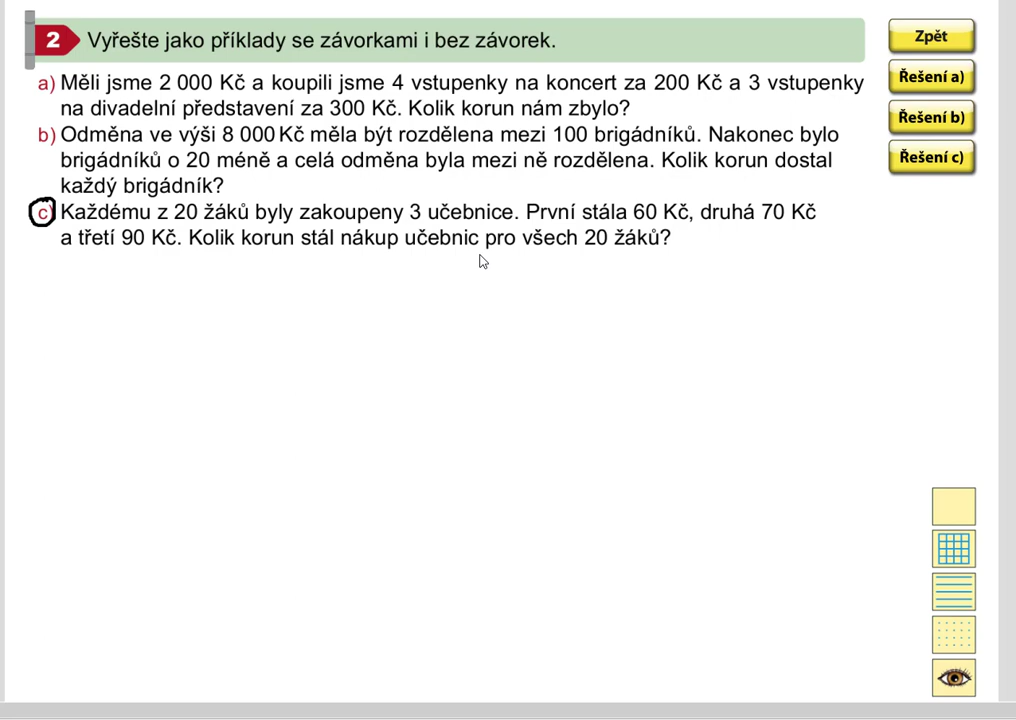 2 Vyřešte jako příklady se závorkami i bez závorek.
a) Měli jsme 2 000 Kč a koupili jsme 4 vstupenky na koncert za 200 Kč a 3 vstupenky
na divadelní představení za 300 Kč. Kolik korun nám zbylo?
b) Odměna ve výši 8 000 Kč měla být rozdělena mezi 100 brigádníků. Nakonec bylo
brigádníků o 20 méně a celá odměna byla mezi ně rozdělena. Kolik korun dostal
každý brigádník?
c) Každému z 20 žáků byly zakoupeny 3 učebnice. První stála 60 Kč, druhá 70 Kč
a třetí 90 Kč. Kolik korun stál nákup učebnic pro všech 20 žáků?
Zpět
Řešení a)
Řešení b)
Řešení c)